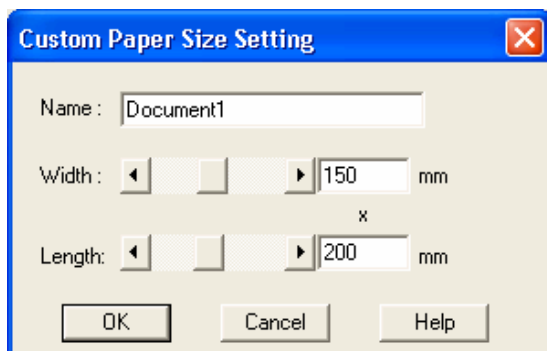 Custom Paper Size Setting
Name : Document1
Width : 150 mm
x
Length: 200 mm
OK Cancel Help